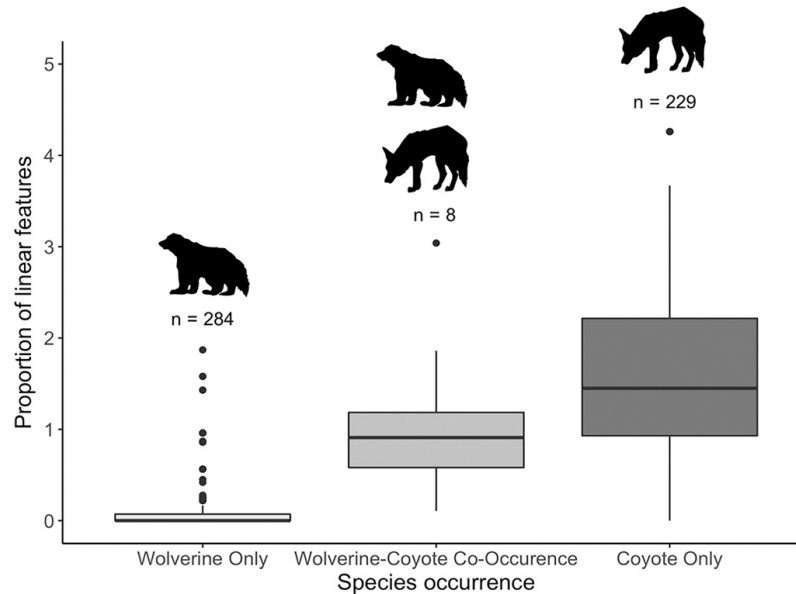 Proportion of linear features
5
4
3
2
1
0
n = 284
n = 8
n = 229
Wolverine Only
Wolverine-Coyote Co-Occurence
Coyote Only
Species occurrence